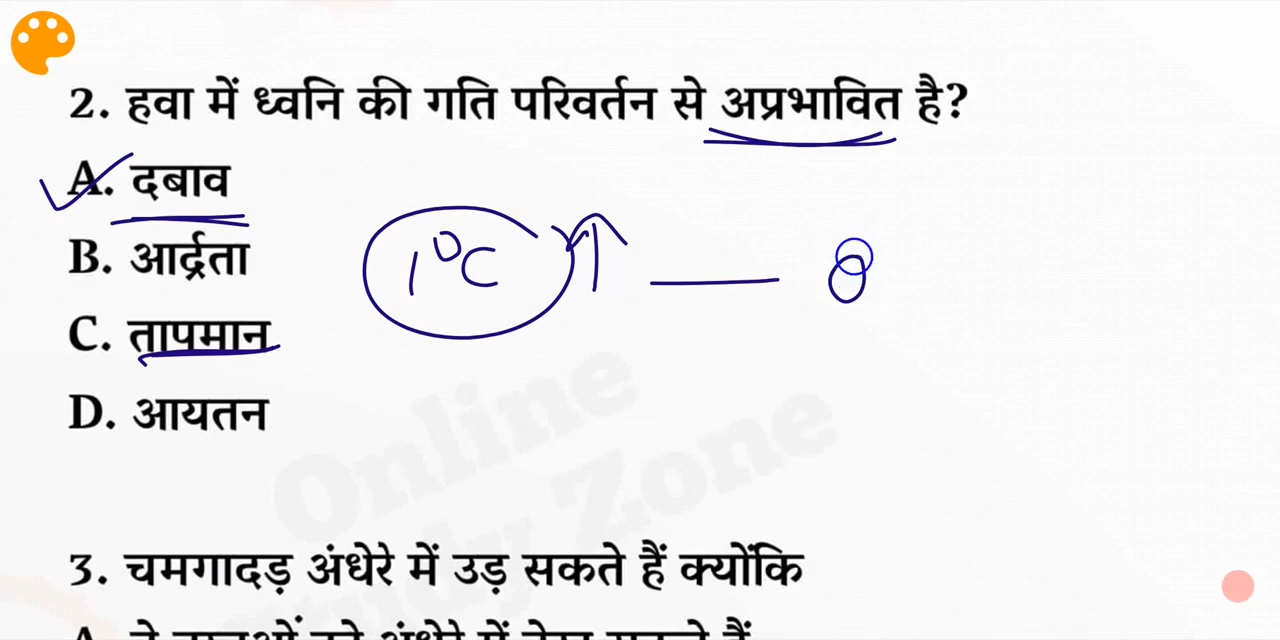 2. हवा में ध्वनि की गति परिवर्तन से अप्रभावित है?
A. दबाव
B. आर्द्रता
1°C
C. तापमान
D. आयतन
Online
Study Zone
3. चमगादड़ अंधेरे में उड़ सकते हैं क्योंकि